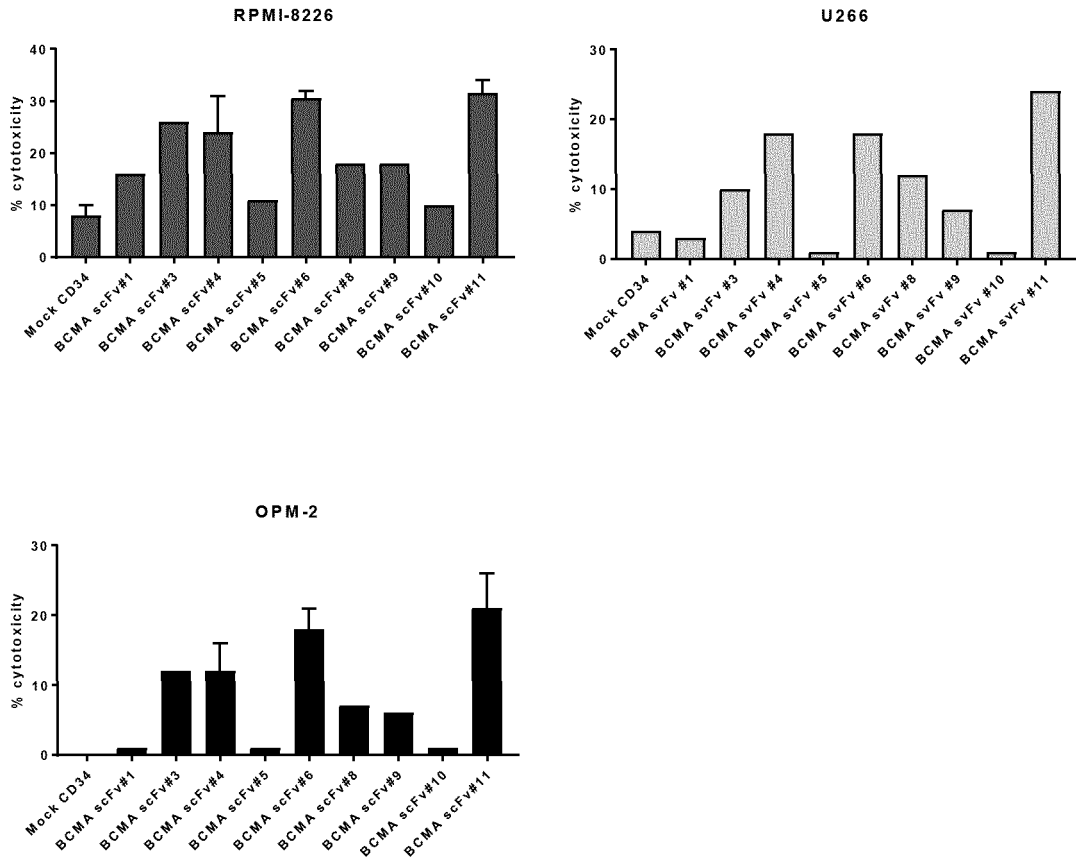 RPMI-8226
% cytotoxicity
40
30
20
10
0
Mock CD34
BCMA scFv#1
BCMA scFv#3
BCMA scFv#4
BCMA scFv#5
BCMA scFv#6
BCMA scFv#8
BCMA scFv#9
BCMA scFv#10
BCMA scFv#11
U266
% cytotoxicity
30
20
10
0
Mock CD34
BCMA svFv #1
BCMA svFv #3
BCMA svFv #4
BCMA svFv #5
BCMA svFv #6
BCMA svFv #8
BCMA svFv #9
BCMA svFv #10
BCMA svFv #11
OPM-2
% cytotoxicity
30
20
10
0
Mock CD34
BCMA scFv#1
BCMA scFv#3
BCMA scFv#4
BCMA scFv#5
BCMA scFv#6
BCMA scFv#8
BCMA scFv#9
BCMA scFv#10
BCMA scFv#11